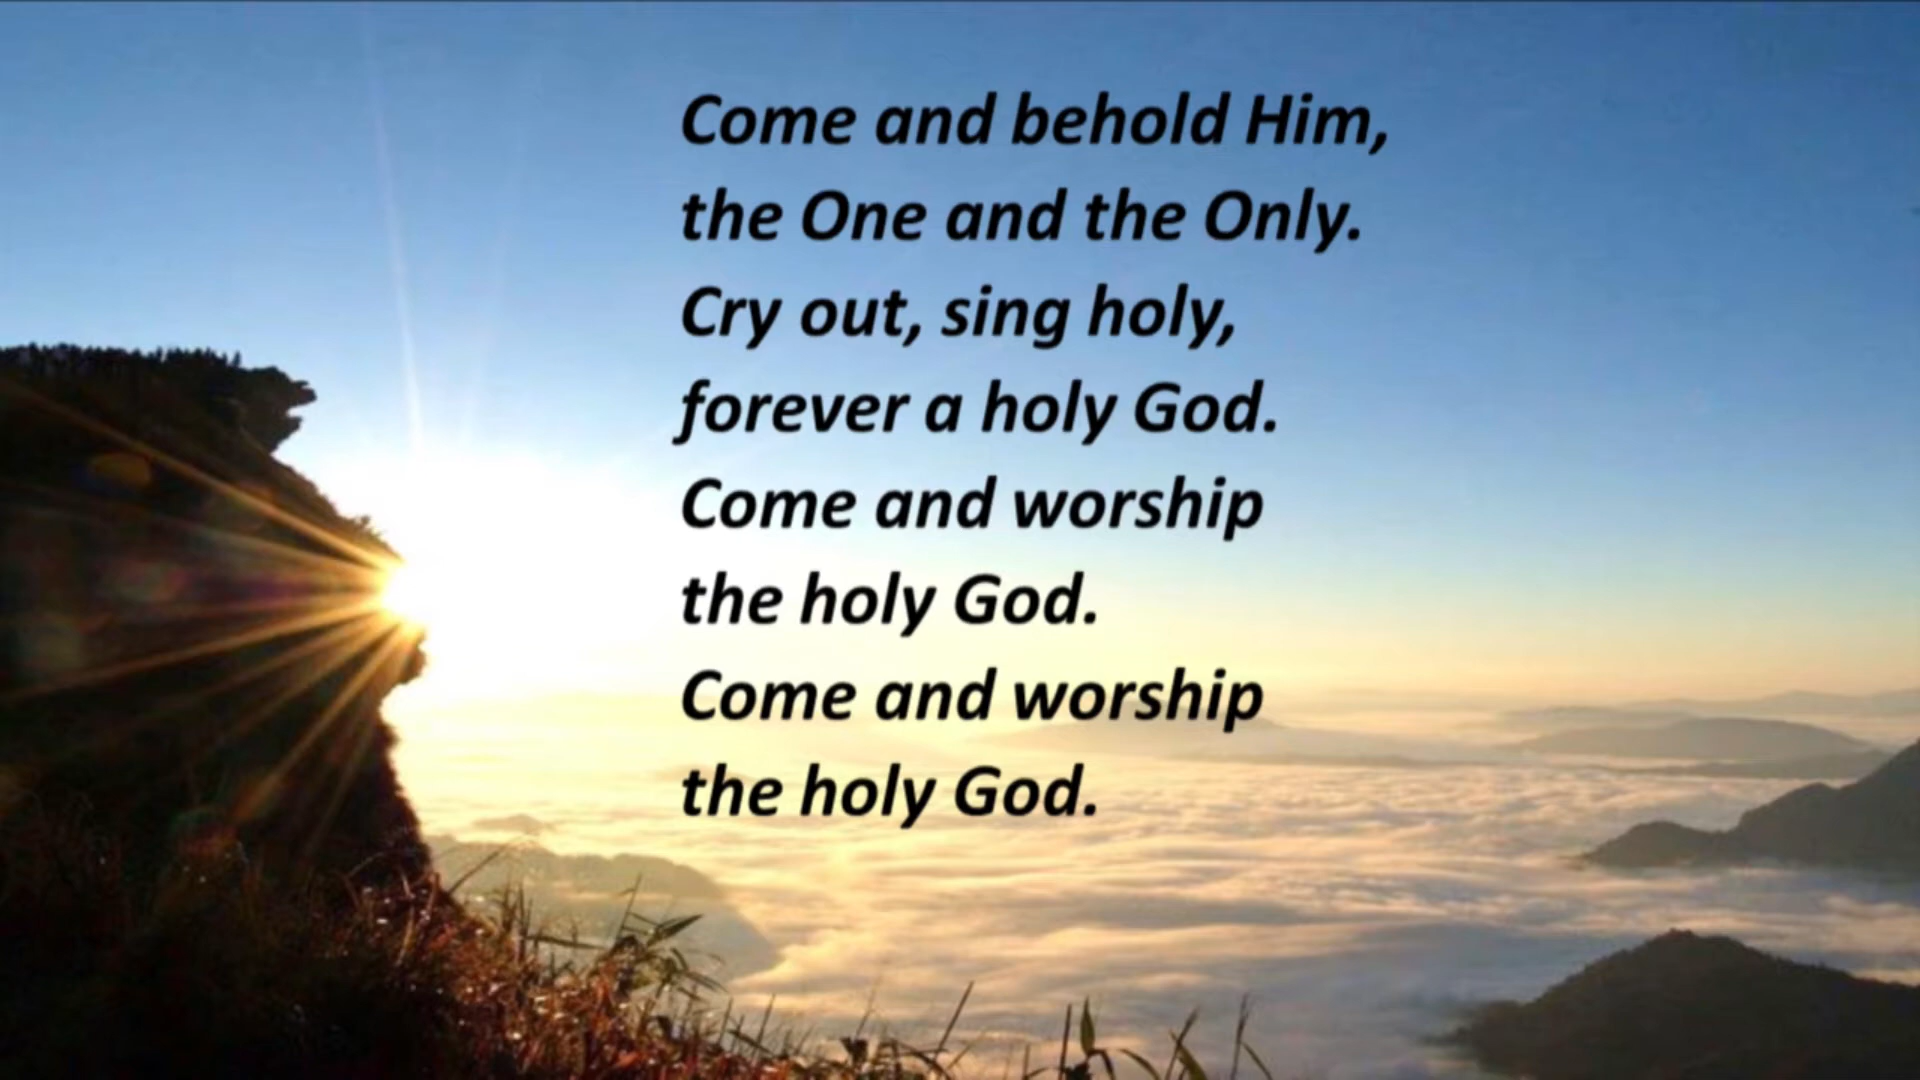 Come and behold Him,
the One and the Only.
Cry out, sing holy,
forever a holy God.
Come and worship
the holy God.
Come and worship
the holy God.